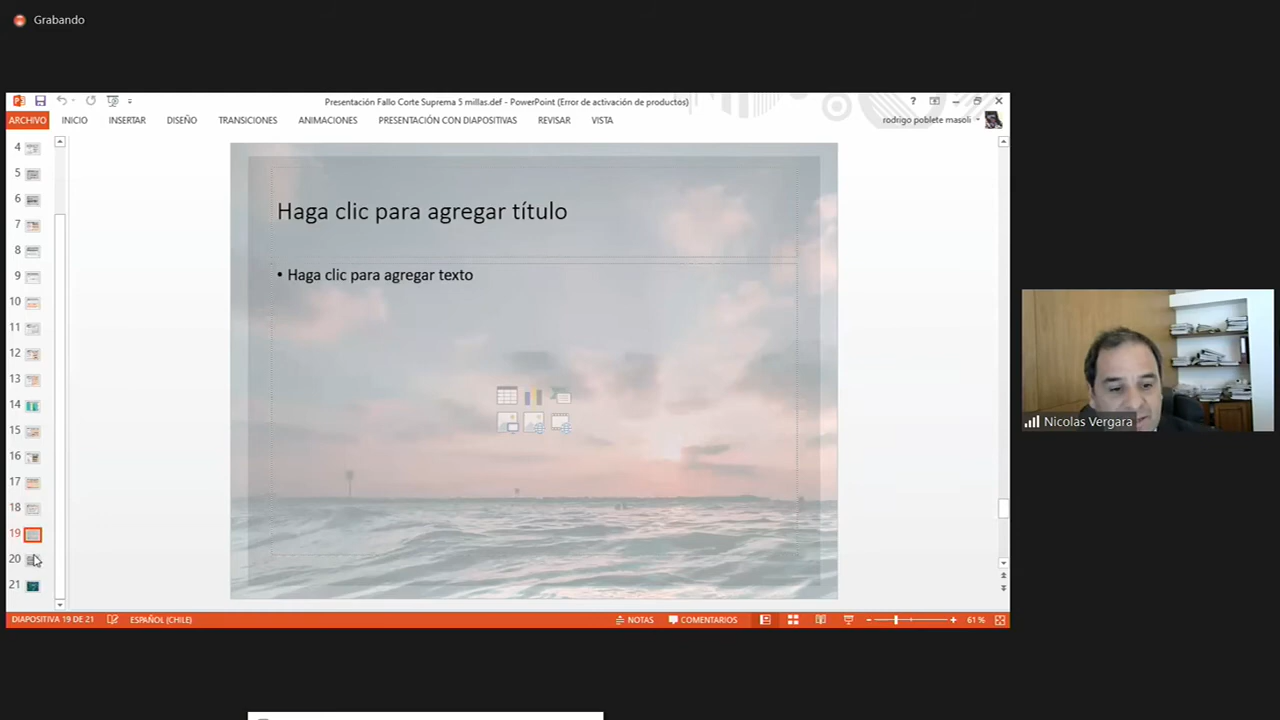 Grabando
Presentación Fallo Corte Suprema 5 millas.def - PowerPoint (Error de activación de productos)
ARCHIVO INICIO INSERTAR DISEÑO TRANSICIONES ANIMACIONES PRESENTACIÓN CON DIAPOSITIVAS REVISAR VISTA
rodrigo poblete masoli
4
5
6
7
8
9
10
11
12
13
14
15
16
17
18
19
20
21
Haga clic para agregar título
• Haga clic para agregar texto
Nicolas Vergara
DIAPOSITIVA 19 DE 21 ESPAÑOL (CHILE) NOTAS COMENTARIOS 61 %